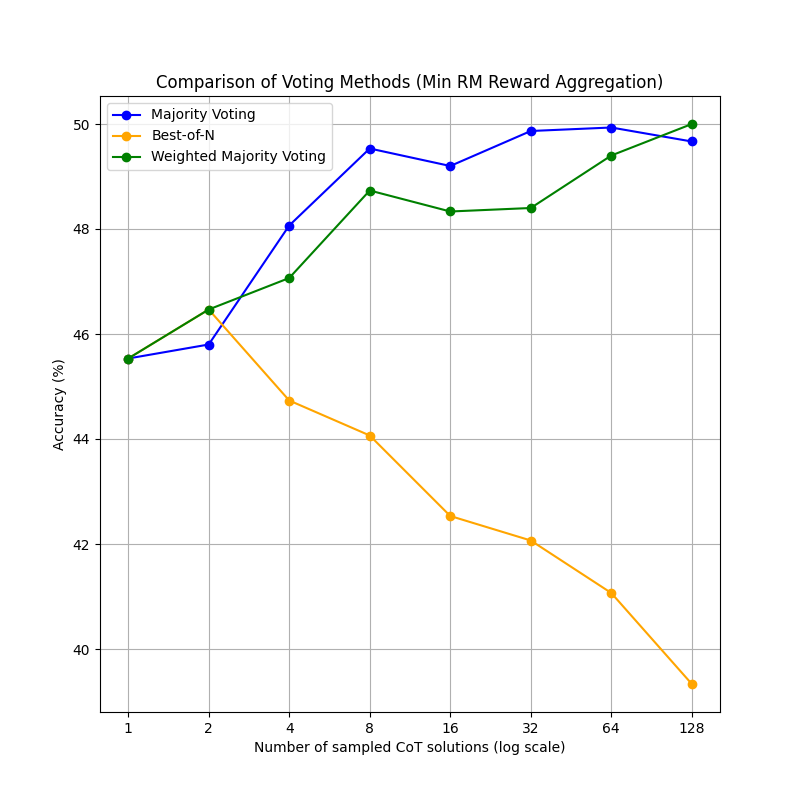 Comparison of Voting Methods (Min RM Reward Aggregation)
Majority Voting
Best-of-N
Weighted Majority Voting
50
48
46
44
42
40
Accuracy (%)
1 2 4 8 16 32 64 128
Number of sampled CoT solutions (log scale)